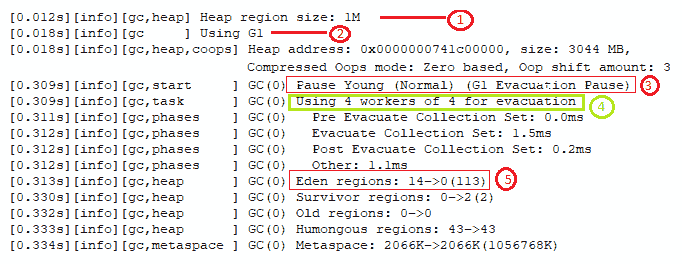 [0.012s][info][gc,heap] Heap region size: 1M 1
[0.018s][info][gc     ] Using G1 2
[0.018s][info][gc,heap,coops] Heap address: 0x0000000741c00000, size: 3044 MB,
Compressed Oops mode: Zero based, Oop shift amount: 3
[0.309s][info][gc,start     ] GC(0) Pause Young (Normal) (G1 Evacuation Pause) 3
[0.309s][info][gc,task      ] GC(0) Using 4 workers of 4 for evacuation 4
[0.311s][info][gc,phases    ] GC(0)   Pre Evacuate Collection Set: 0.0ms
[0.312s][info][gc,phases    ] GC(0)   Evacuate Collection Set: 1.5ms
[0.312s][info][gc,phases    ] GC(0)   Post Evacuate Collection Set: 0.2ms
[0.312s][info][gc,phases    ] GC(0)   Other: 1.1ms
[0.313s][info][gc,heap      ] GC(0) Eden regions: 14->0(113) 5
[0.330s][info][gc,heap      ] GC(0) Survivor regions: 0->2(2)
[0.332s][info][gc,heap      ] GC(0) Old regions: 0->0
[0.333s][info][gc,heap      ] GC(0) Humongous regions: 43->43
[0.334s][info][gc,metaspace ] GC(0) Metaspace: 2066K->2066K(1056768K)